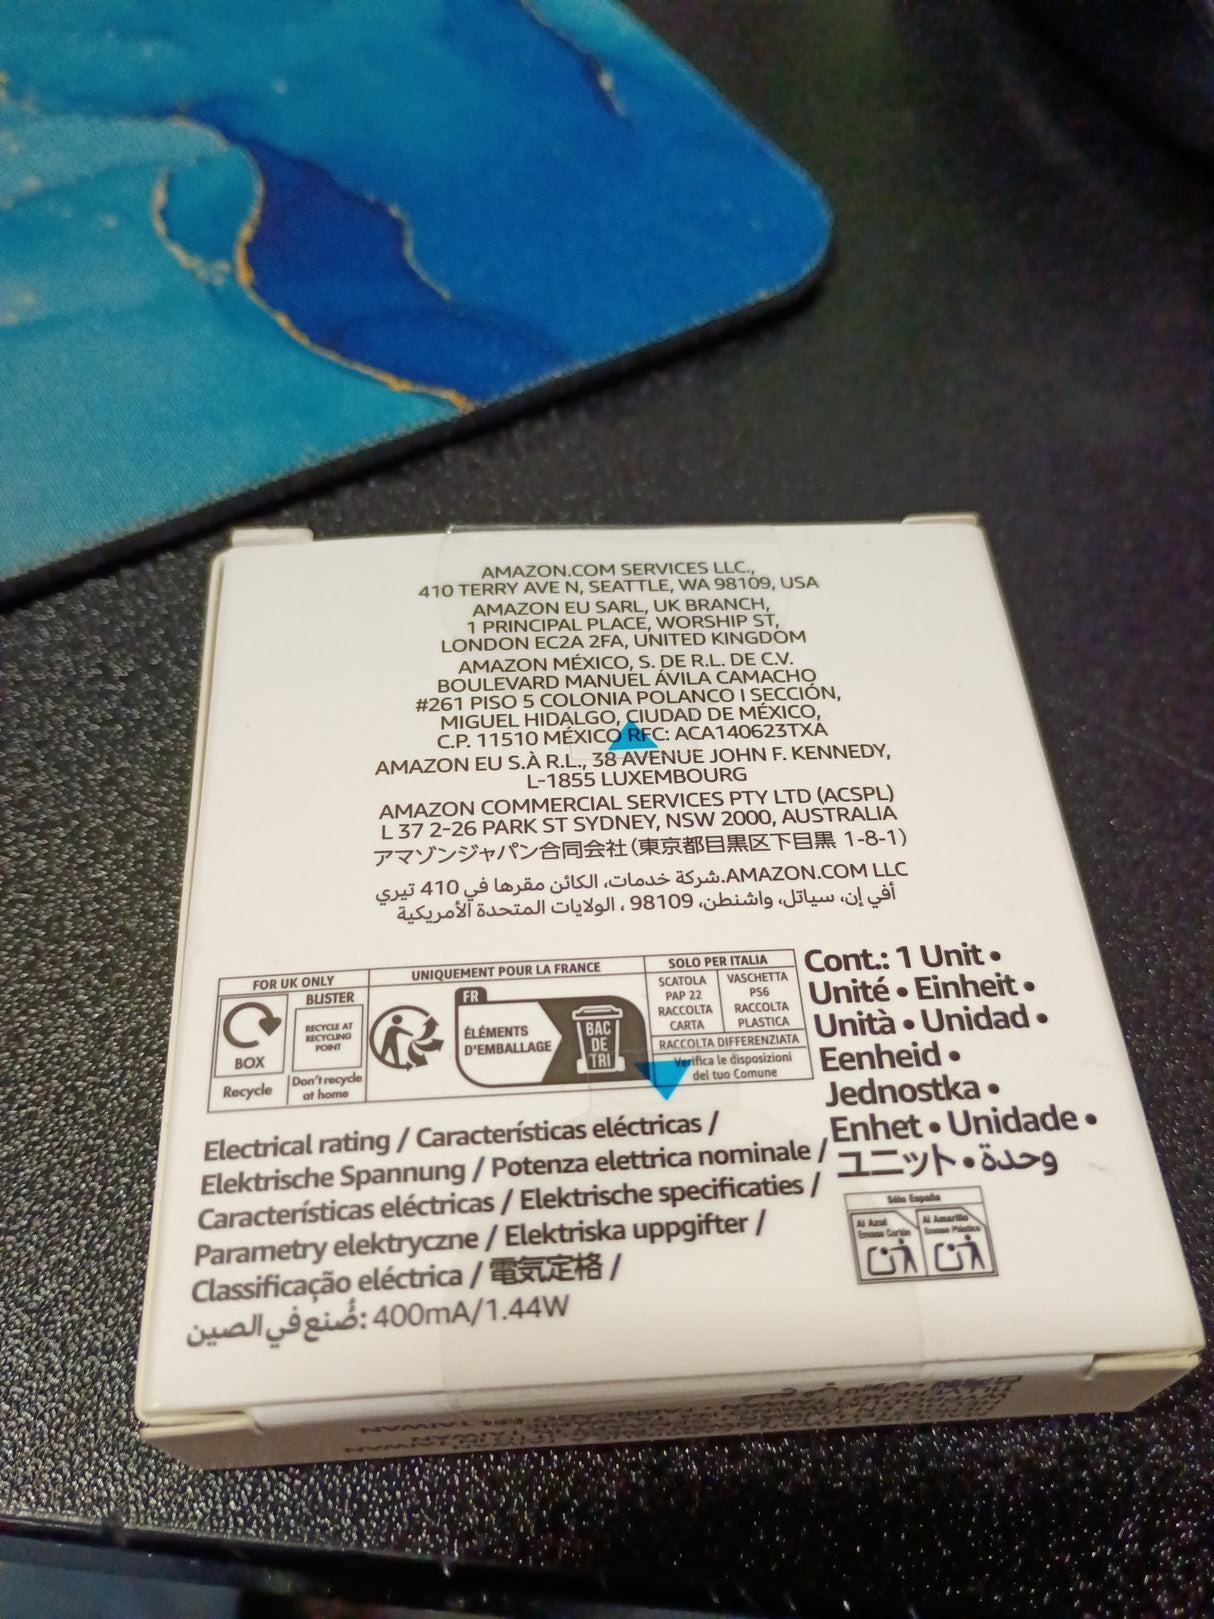 AMAZON.COM SERVICES LLC.,
410 TERRY AVE N, SEATTLE, WA 98109, USA
AMAZON EU SARL, UK BRANCH,
1 PRINCIPAL PLACE, WORSHIP ST,
LONDON EC2A 2FA, UNITED KINGDOM
AMAZON MÉXICO, S. DE R.L. DE C.V.
BOULEVARD MANUEL ÁVILA CAMACHO
#261 PISO 5 COLONIA POLANCO I SECCIÓN,
MIGUEL HIDALGO, CIUDAD DE MÉXICO,
C.P. 11510 MÉXICO RFC: ACA140623TXA
AMAZON EU S.À R.L., 38 AVENUE JOHN F. KENNEDY,
L-1855 LUXEMBOURG
AMAZON COMMERCIAL SERVICES PTY LTD (ACSPL)
L 37 2-26 PARK ST SYDNEY, NSW 2000, AUSTRALIA
アマゾンジャパン合同会社 (東京都目黒区下目黒 1-8-1)
AMAZON.COM LLC.شركة خدمات، الكائن مقرها في 410 تيري
أفي إن، سياتل، واشنطن، 98109، الولايات المتحدة الأمريكية
FOR UK ONLY
BOX
Recycle
BLISTER
RECYCLE AT
RECYCLING
POINT
Don't recycle
at home
UNIQUEMENT POUR LA FRANCE
FR
ÉLÉMENTS
D'EMBALLAGE
BAC
DE
TRI
SOLO PER ITALIA
SCATOLA
PAP 22
RACCOLTA
CARTA
VASCHETTA
PS6
RACCOLTA
PLASTICA
RACCOLTA DIFFERENZIATA
Verifica le disposizioni
del tuo Comune
Cont.: 1 Unit •
Unité • Einheit •
Unità • Unidad •
Eenheid •
Jednostka •
Enhet • Unidade •
ユニット • وحدة
Electrical rating / Características eléctricas /
Elektrische Spannung / Potenza elettrica nominale /
Características eléctricas / Elektrische specificaties /
Parametry elektryczne / Elektriska uppgifter /
Classificação eléctrica / 電気定格 /
صُنع في الصين: 400mA/1.44W
Sólo España
Al Azul
Envase Cartón
Al Amarillo
Envase Plástico